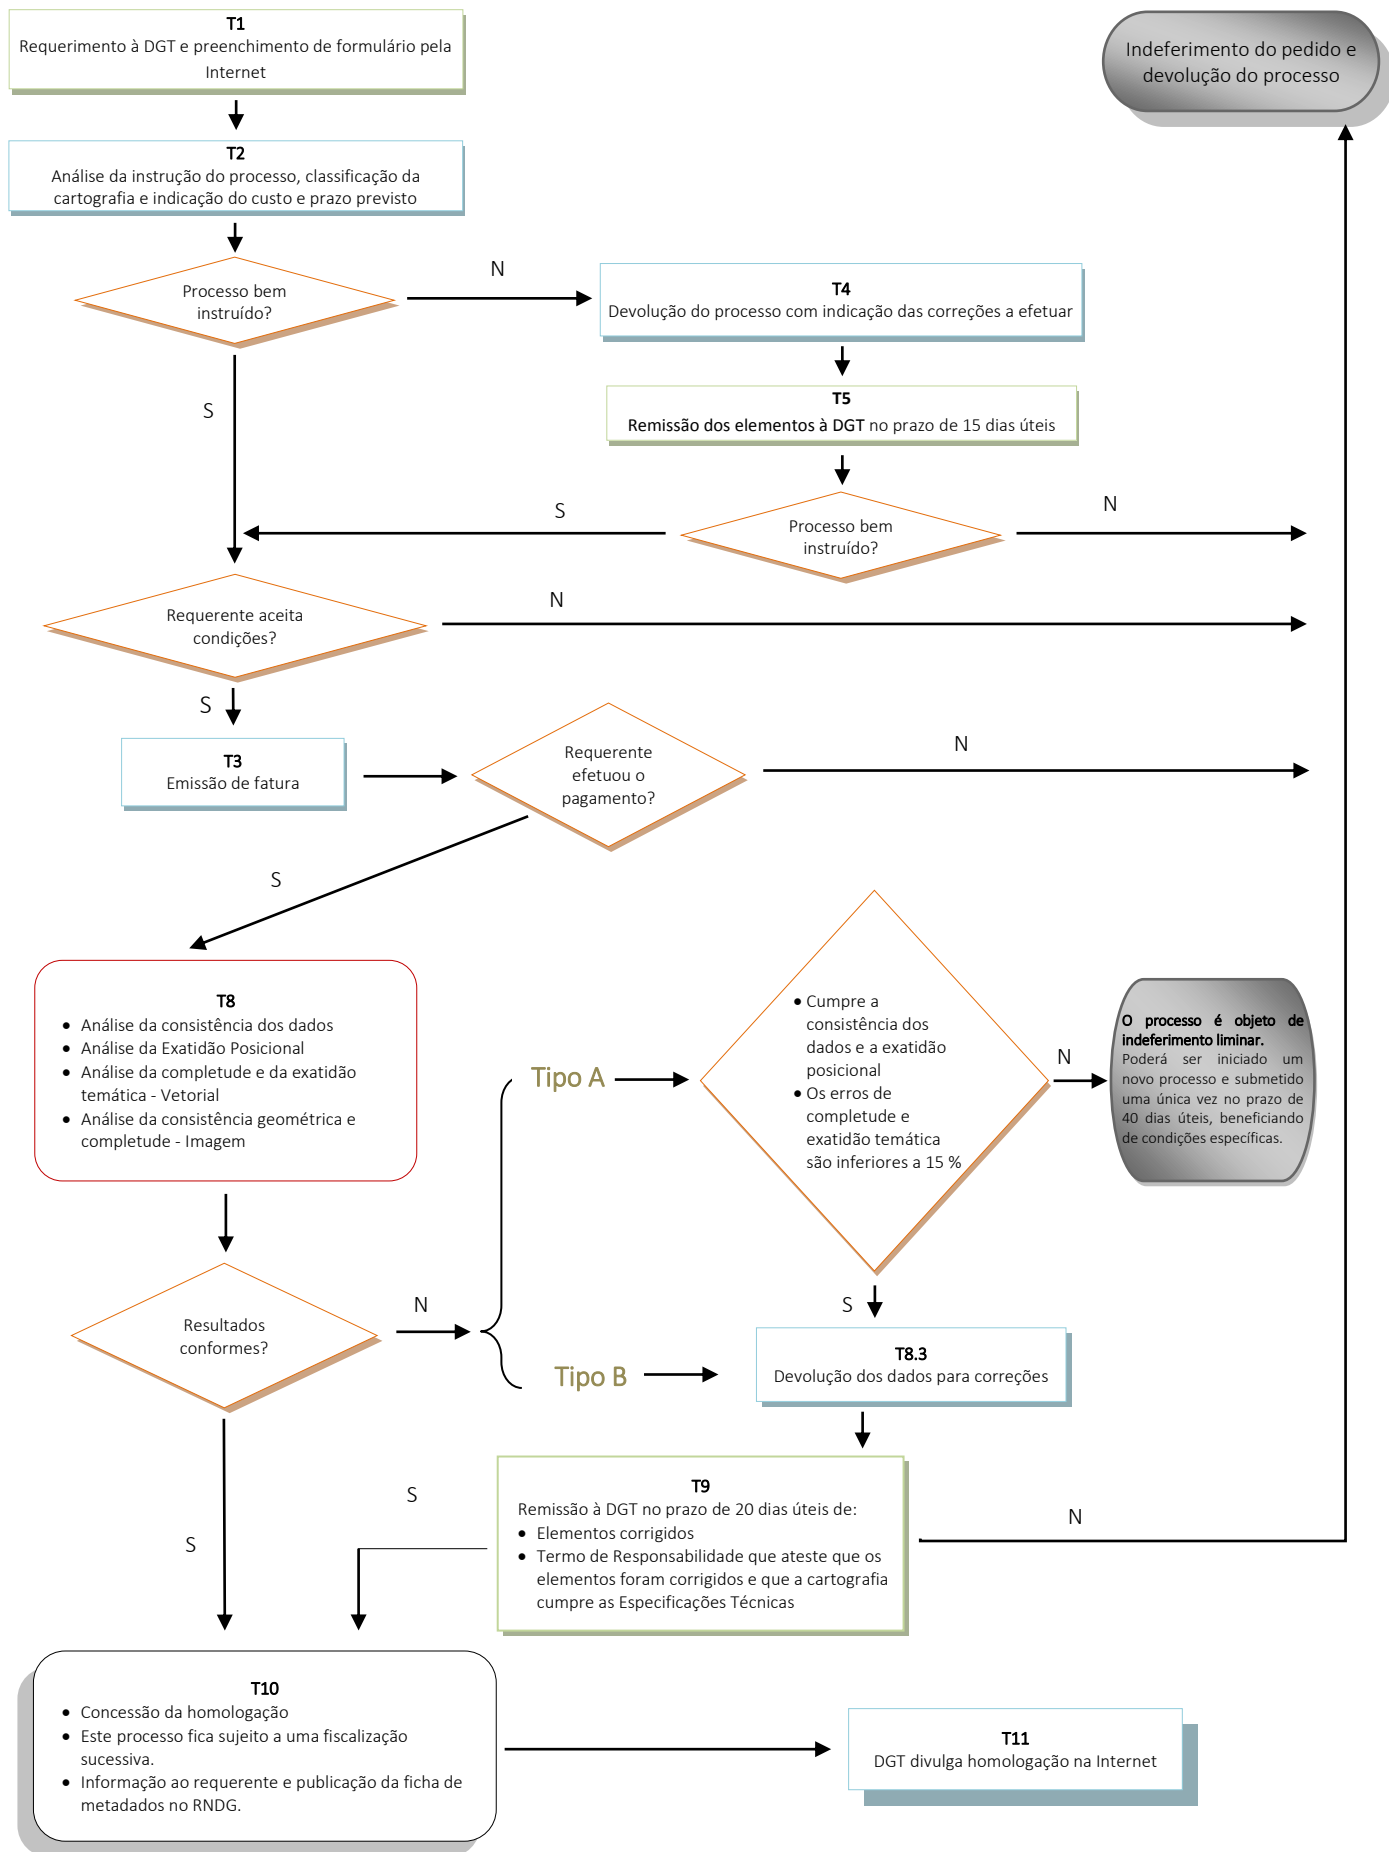 T1
Requerimento à DGT e preenchimento de formulário pela
Internet
Indeferimento do pedido e
devolução do processo
T2
Análise da instrução do processo, classificação da
cartografia e indicação do custo e prazo previsto
Processo bem
instruído?
N
T4
Devolução do processo com indicação das correções a efetuar
S
T5
Remissão dos elementos à DGT no prazo de 15 dias úteis
S
Processo bem
instruído?
N
Requerente aceita
condições?
N
S
T3
Emissão de fatura
Requerente
efetuou o
pagamento?
N
S
T8
• Análise da consistência dos dados
• Análise da Exatidão Posicional
• Análise da completude e da exatidão
temática - Vetorial
• Análise da consistência geométrica e
completude - Imagem
Tipo A
• Cumpre a
consistência dos
dados e a exatidão
posicional
• Os erros de
completude e
exatidão temática
são inferiores a 15 %
N
O processo é objeto de
indeferimento liminar.
Poderá ser iniciado um
novo processo e submetido
uma única vez no prazo de
40 dias úteis, beneficiando
de condições específicas.
Resultados
conformes?
N
S
Tipo B
T8.3
Devolução dos dados para correções
S
S
T9
Remissão à DGT no prazo de 20 dias úteis de:
• Elementos corrigidos
• Termo de Responsabilidade que ateste que os
elementos foram corrigidos e que a cartografia
cumpre as Especificações Técnicas
N
T10
• Concessão da homologação
• Este processo fica sujeito a uma fiscalização
sucessiva.
• Informação ao requerente e publicação da ficha de
metadados no RNDG.
T11
DGT divulga homologação na Internet